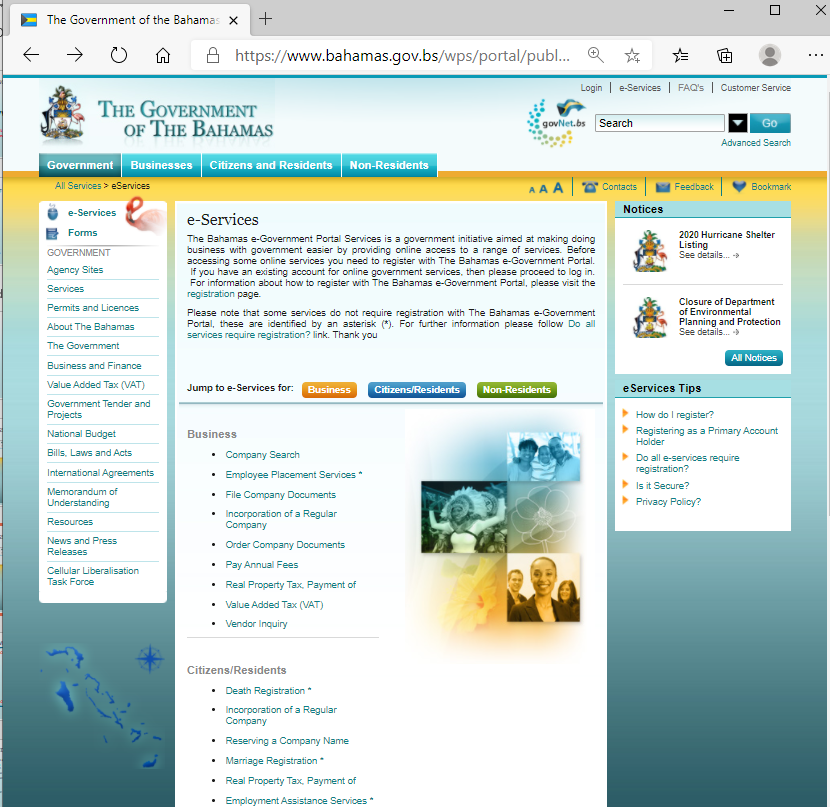 The Government of the Bahamas
https://www.bahamas.gov.bs/wps/portal/publ...
Login | e-Services | FAQ's | Customer Service
THE GOVERNMENT
OF THE BAHAMAS
govNet.bs
Search
Go
Advanced Search
Government
Businesses
Citizens and Residents
Non-Residents
All Services > eServices
A A A
Contacts
Feedback
Bookmark
e-Services
Forms
GOVERNMENT
Agency Sites
Services
Permits and Licences
About The Bahamas
The Government
Business and Finance
Value Added Tax (VAT)
Government Tender and
Projects
National Budget
Bills, Laws and Acts
International Agreements
Memorandum of
Understanding
Resources
News and Press
Releases
Cellular Liberalisation
Task Force
e-Services
The Bahamas e-Government Portal Services is a government initiative aimed at making doing
business with government easier by providing online access to a range of services. Before
accessing some online services you need to register with The Bahamas e-Government Portal.
If you have an existing account for online government services, then please proceed to log in.
For information about how to register with The Bahamas e-Government Portal, please visit the
registration page.
Please note that some services do not require registration with The Bahamas e-Government
Portal, these are identified by an asterisk (*). For further information please follow Do all
services require registration? link. Thank you
Jump to e-Services for:
Business
Citizens/Residents
Non-Residents
Business
Company Search
Employee Placement Services *
File Company Documents
Incorporation of a Regular
Company
Order Company Documents
Pay Annual Fees
Real Property Tax, Payment of
Value Added Tax (VAT)
Vendor Inquiry
Citizens/Residents
Death Registration *
Incorporation of a Regular
Company
Reserving a Company Name
Marriage Registration *
Real Property Tax, Payment of
Employment Assistance Services *
Notices
2020 Hurricane Shelter
Listing
See details...
Closure of Department
of Environmental
Planning and Protection
See details...
All Notices
eServices Tips
How do I register?
Registering as a Primary Account
Holder
Do all e-services require
registration?
Is it Secure?
Privacy Policy?